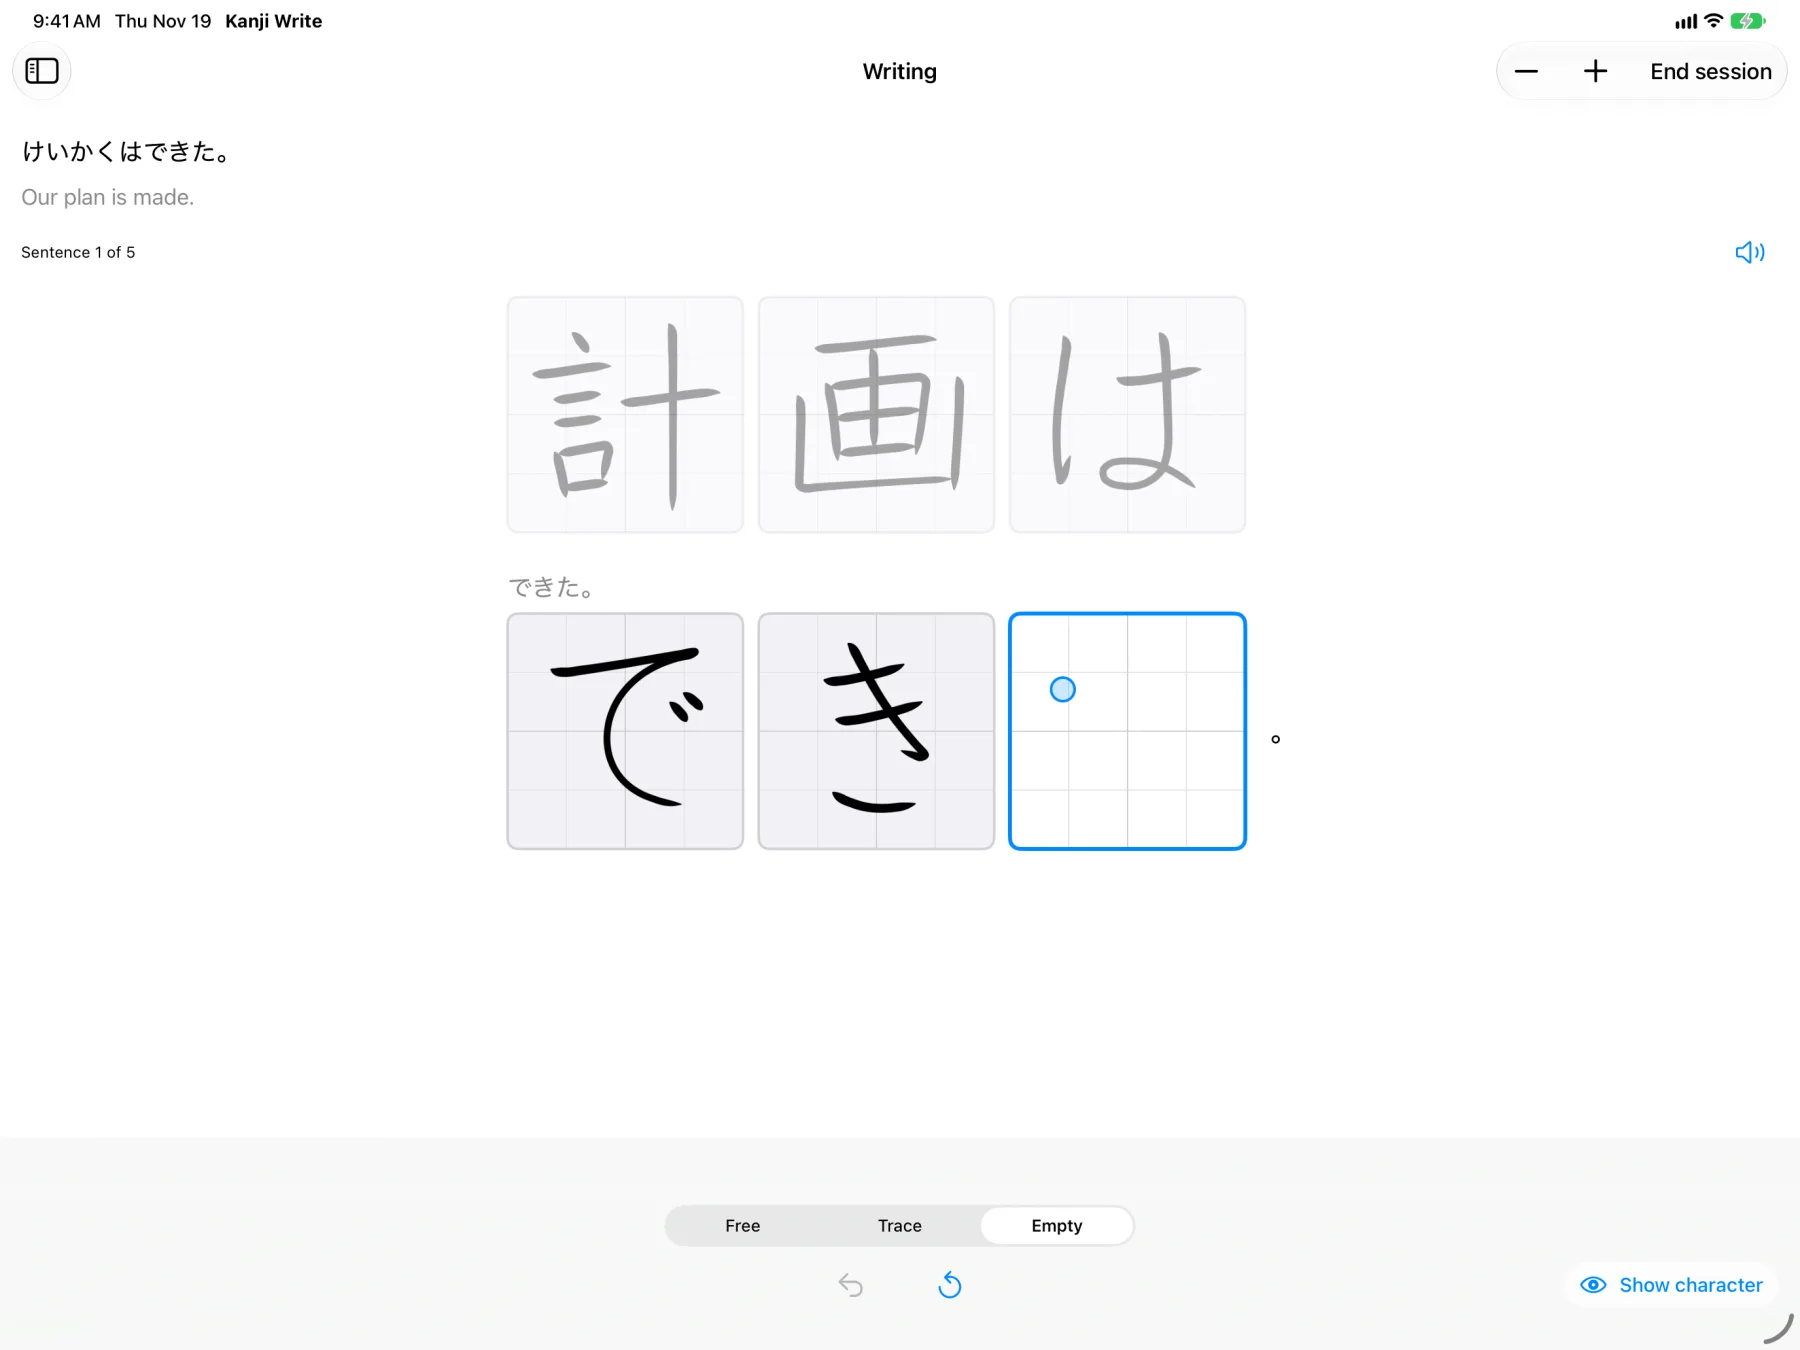 9:41 AM Thu Nov 19 Kanji Write
Writing
End session
けいかくはできた。
Our plan is made.
Sentence 1 of 5
計画は
できた。
でき。
Free Trace Empty
Show character